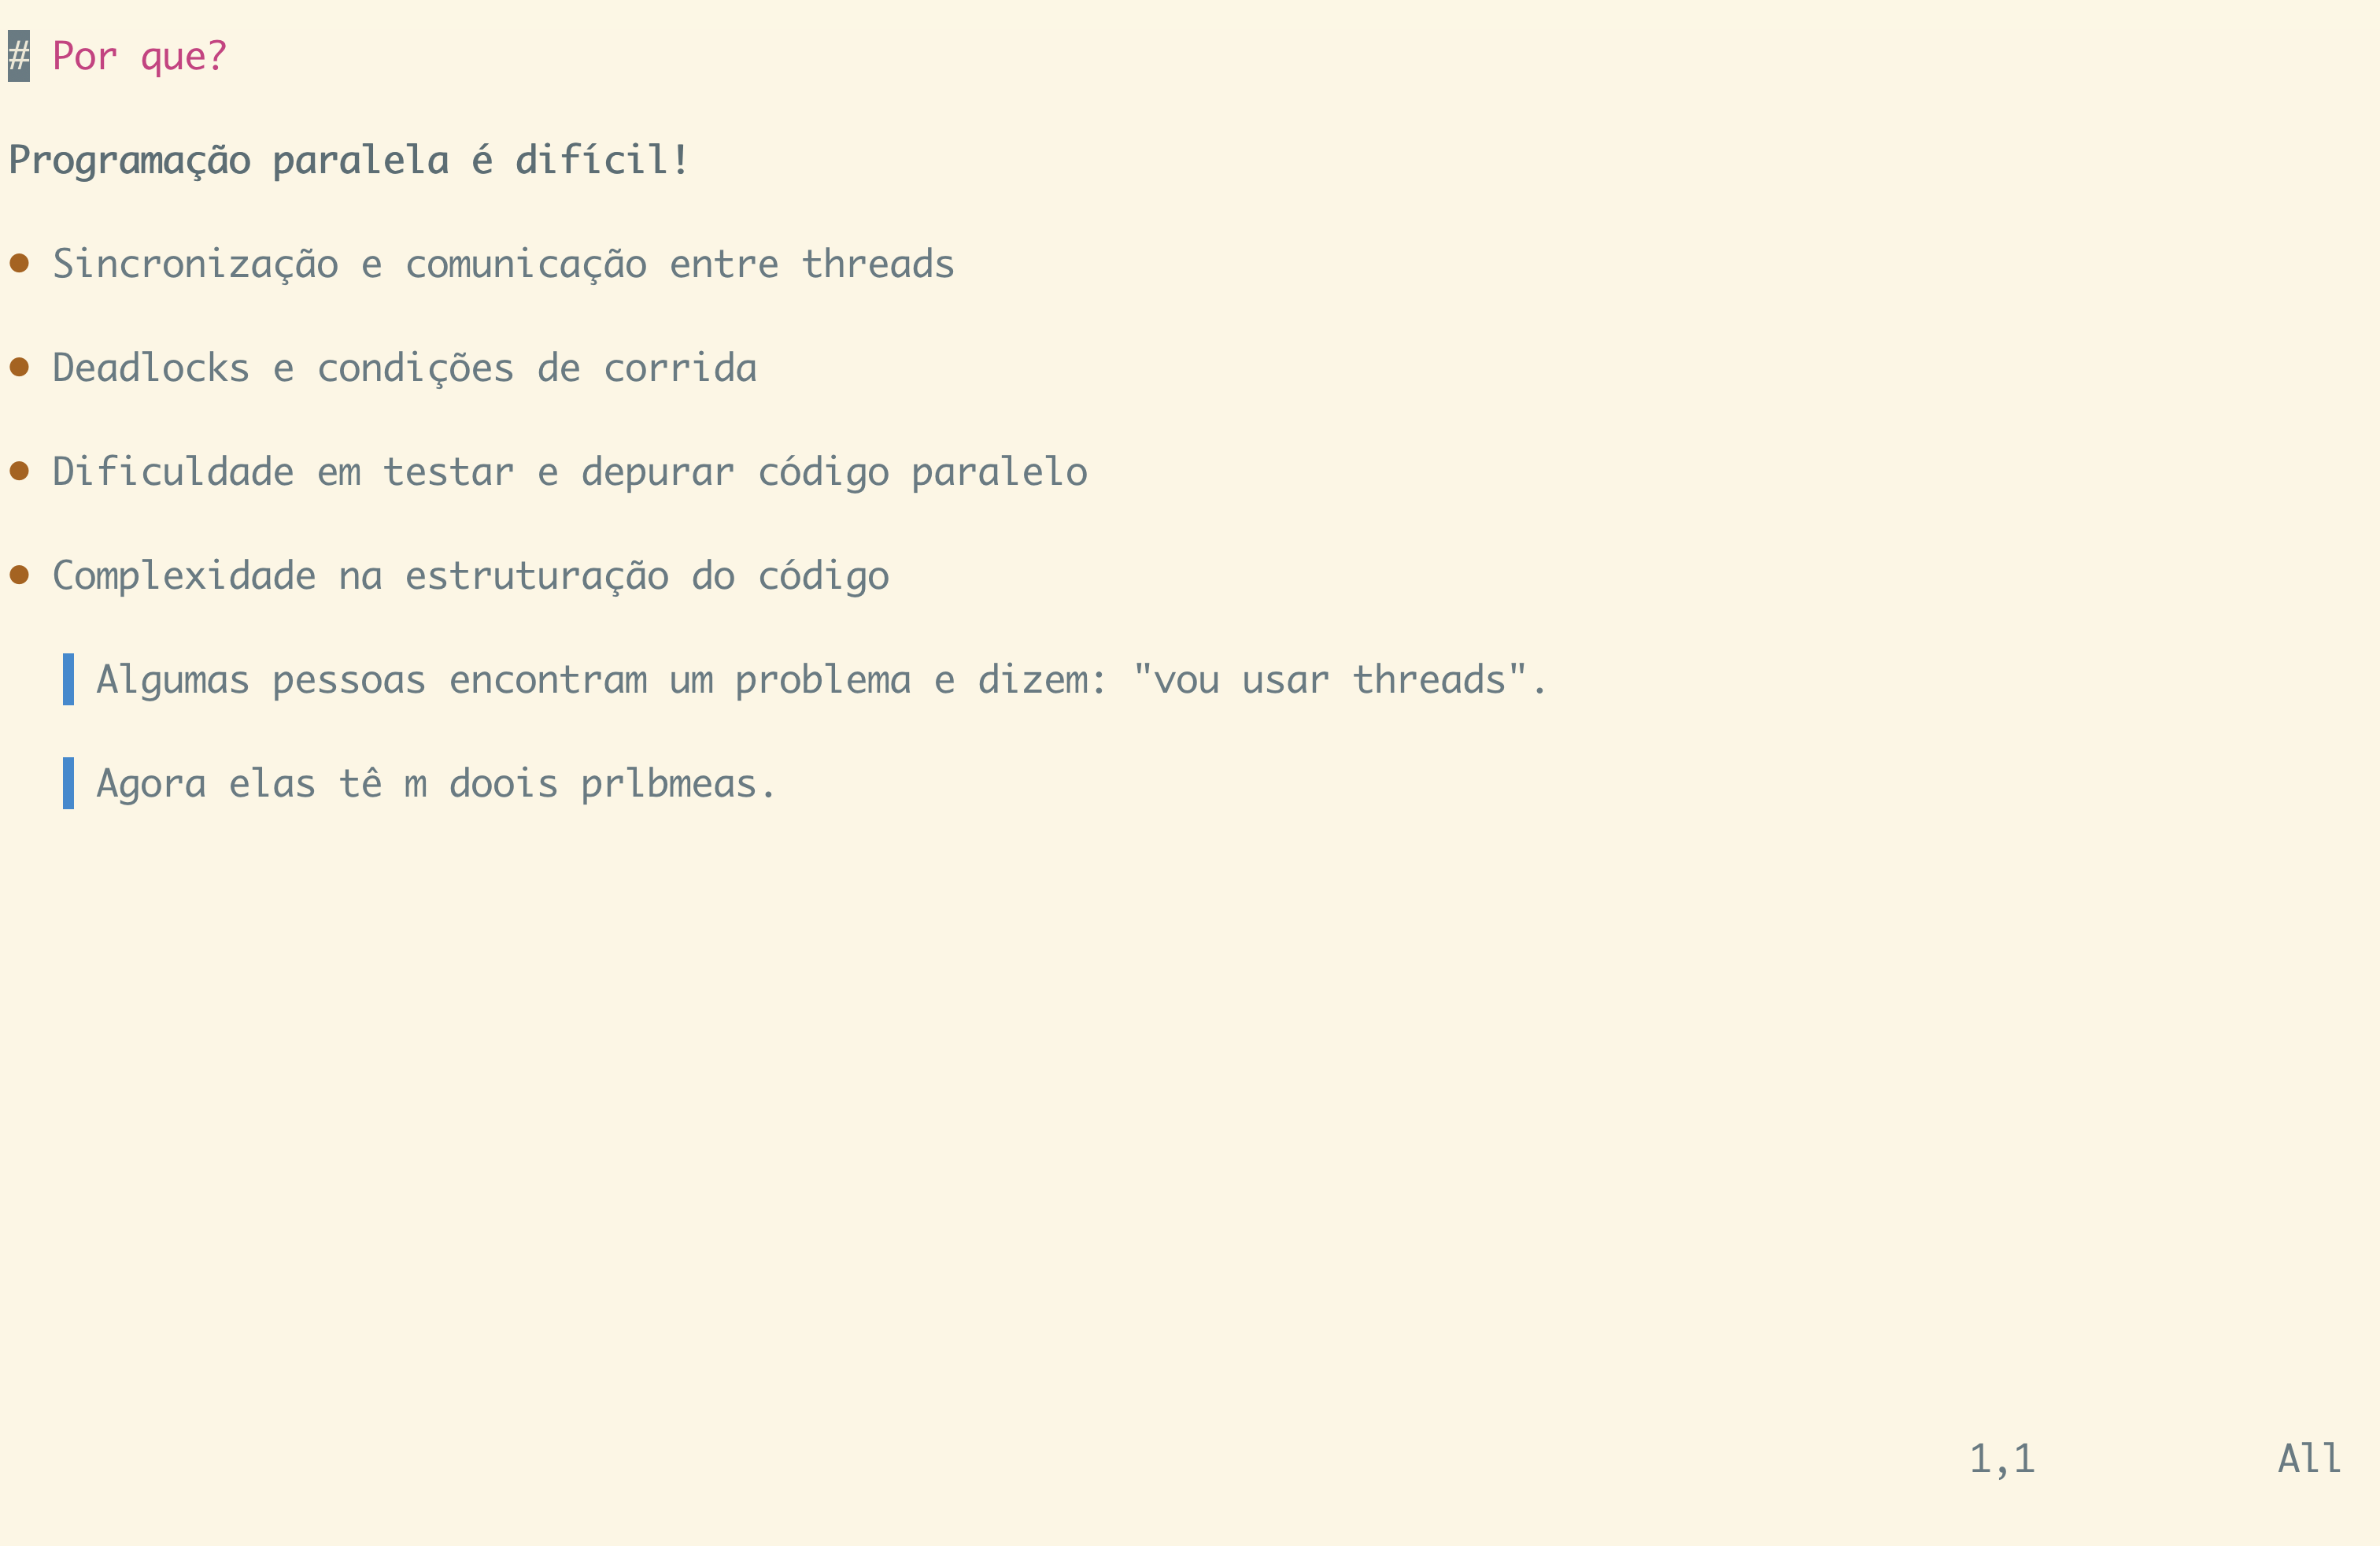 # Por que?
Programação paralela é difícil!
● Sincronização e comunicação entre threads
● Deadlocks e condições de corrida
● Dificuldade em testar e depurar código paralelo
● Complexidade na estruturação do código
Algumas pessoas encontram um problema e dizem: "vou usar threads".
Agora elas tê m doois prlbmeas.
1,1 All